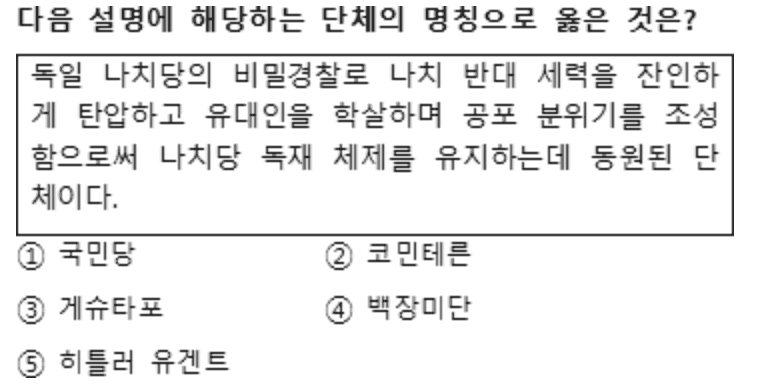 다음 설명에 해당하는 단체의 명칭으로 옳은 것은?
독일 나치당의 비밀경찰로 나치 반대 세력을 잔인하
게 탄압하고 유대인을 학살하며 공포 분위기를 조성
함으로써 나치당 독재 체제를 유지하는데 동원된 단
체이다.
① 국민당 ② 코민테른
③ 게슈타포 ④ 백장미단
⑤ 히틀러 유겐트